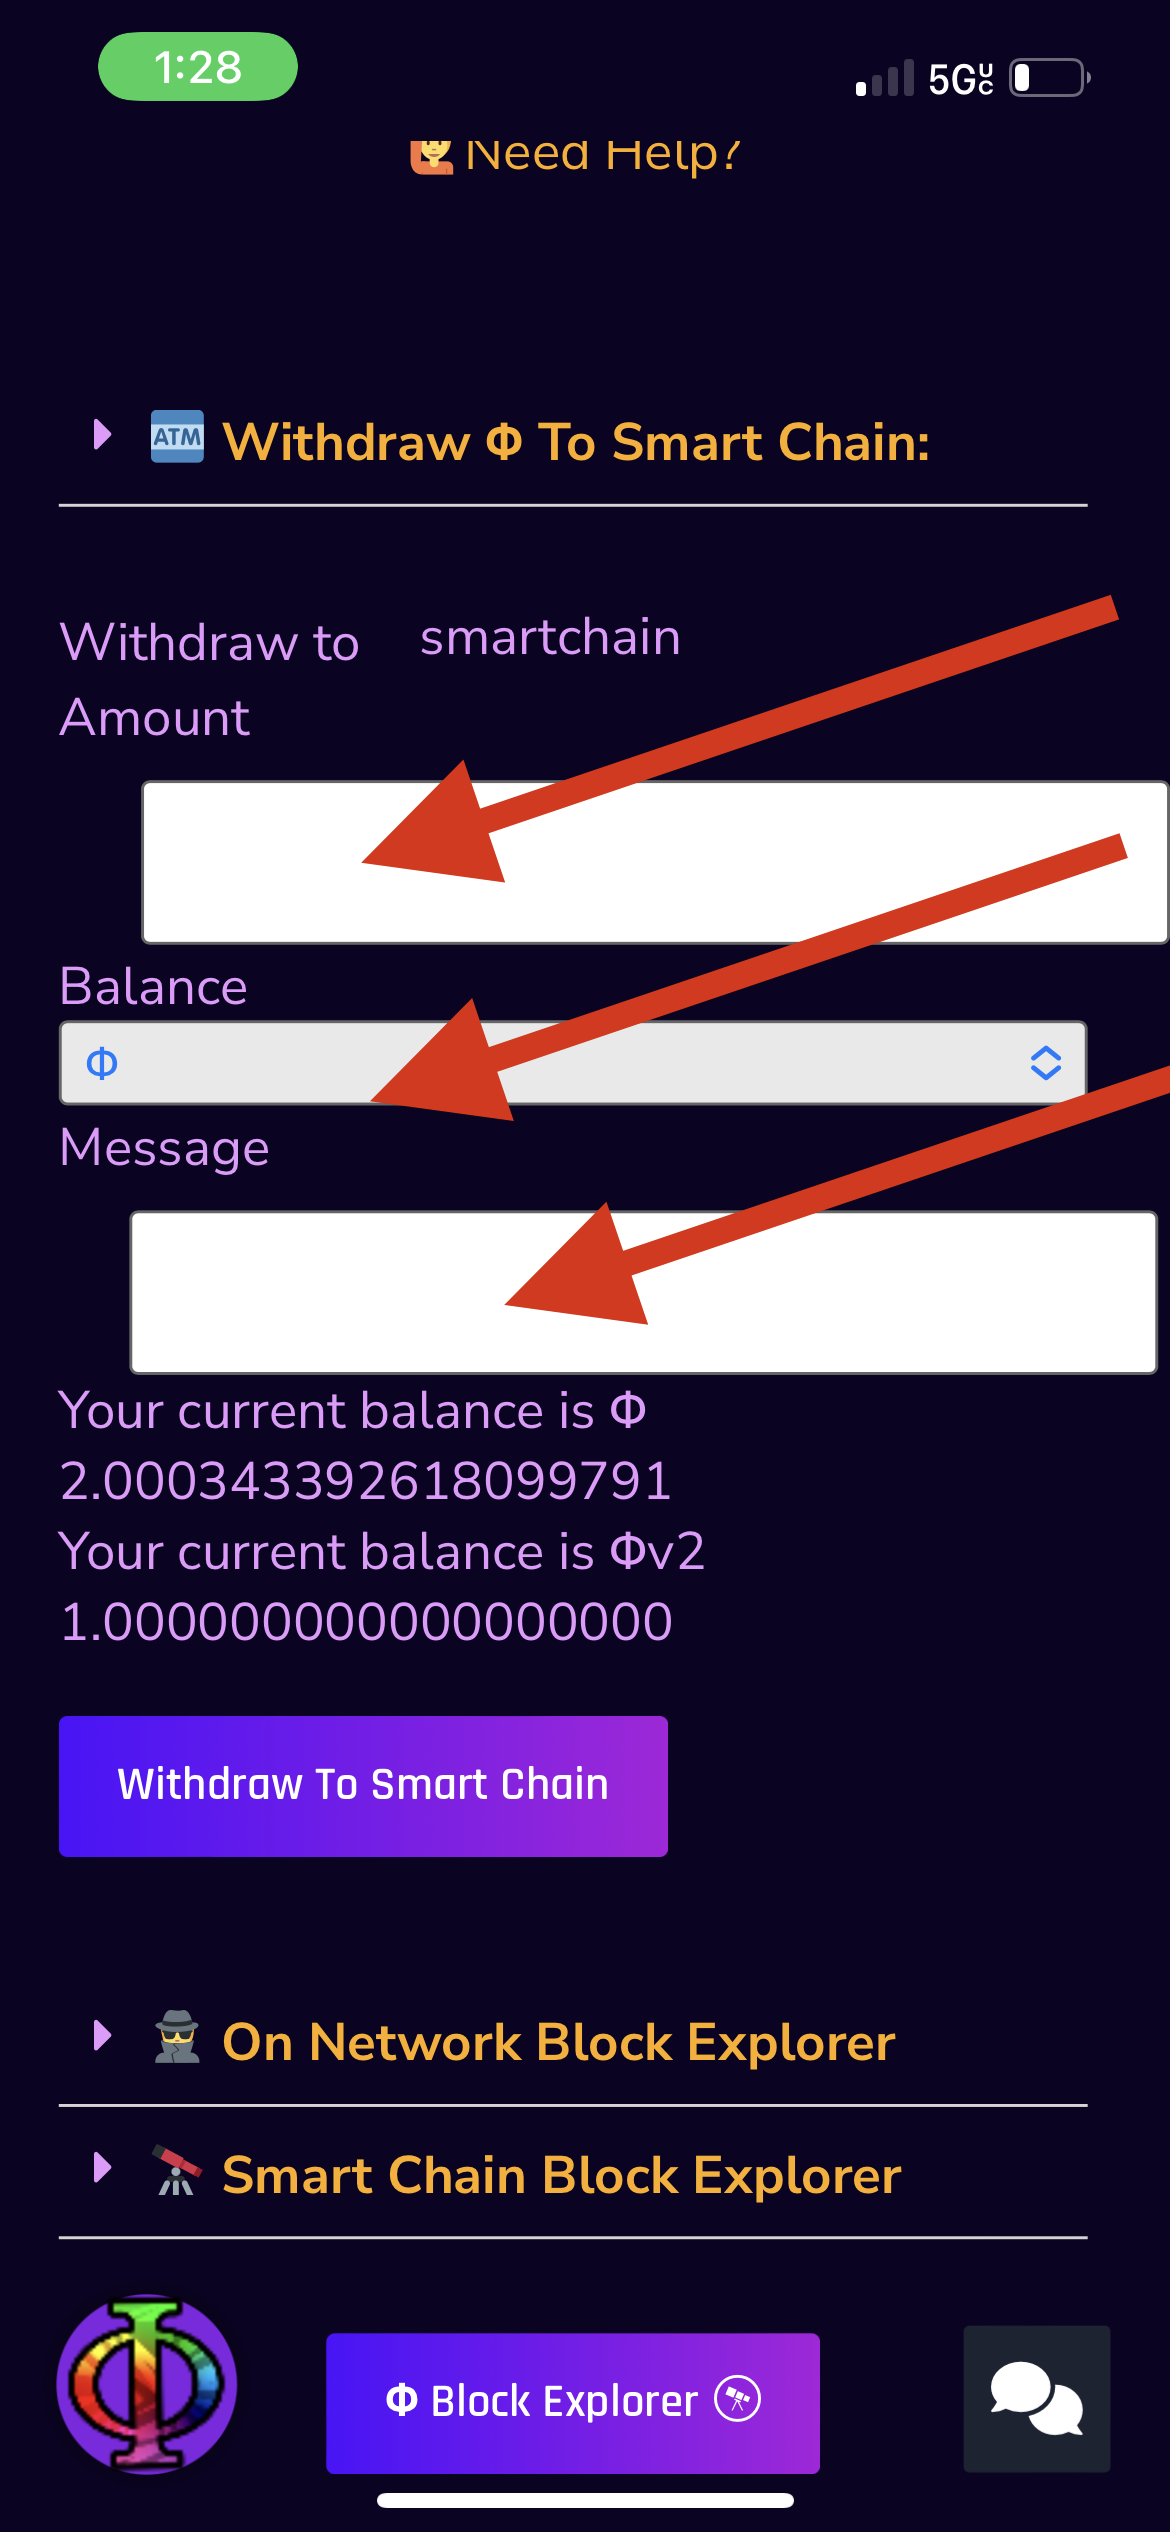 1:28
5G UC
Need Help?
ATM Withdraw Φ To Smart Chain:
Withdraw to smartchain
Amount
Balance
Φ
Message
Your current balance is Φ
2.000343392618099791
Your current balance is Φv2
1.000000000000000000
Withdraw To Smart Chain
On Network Block Explorer
Smart Chain Block Explorer
Φ Block Explorer